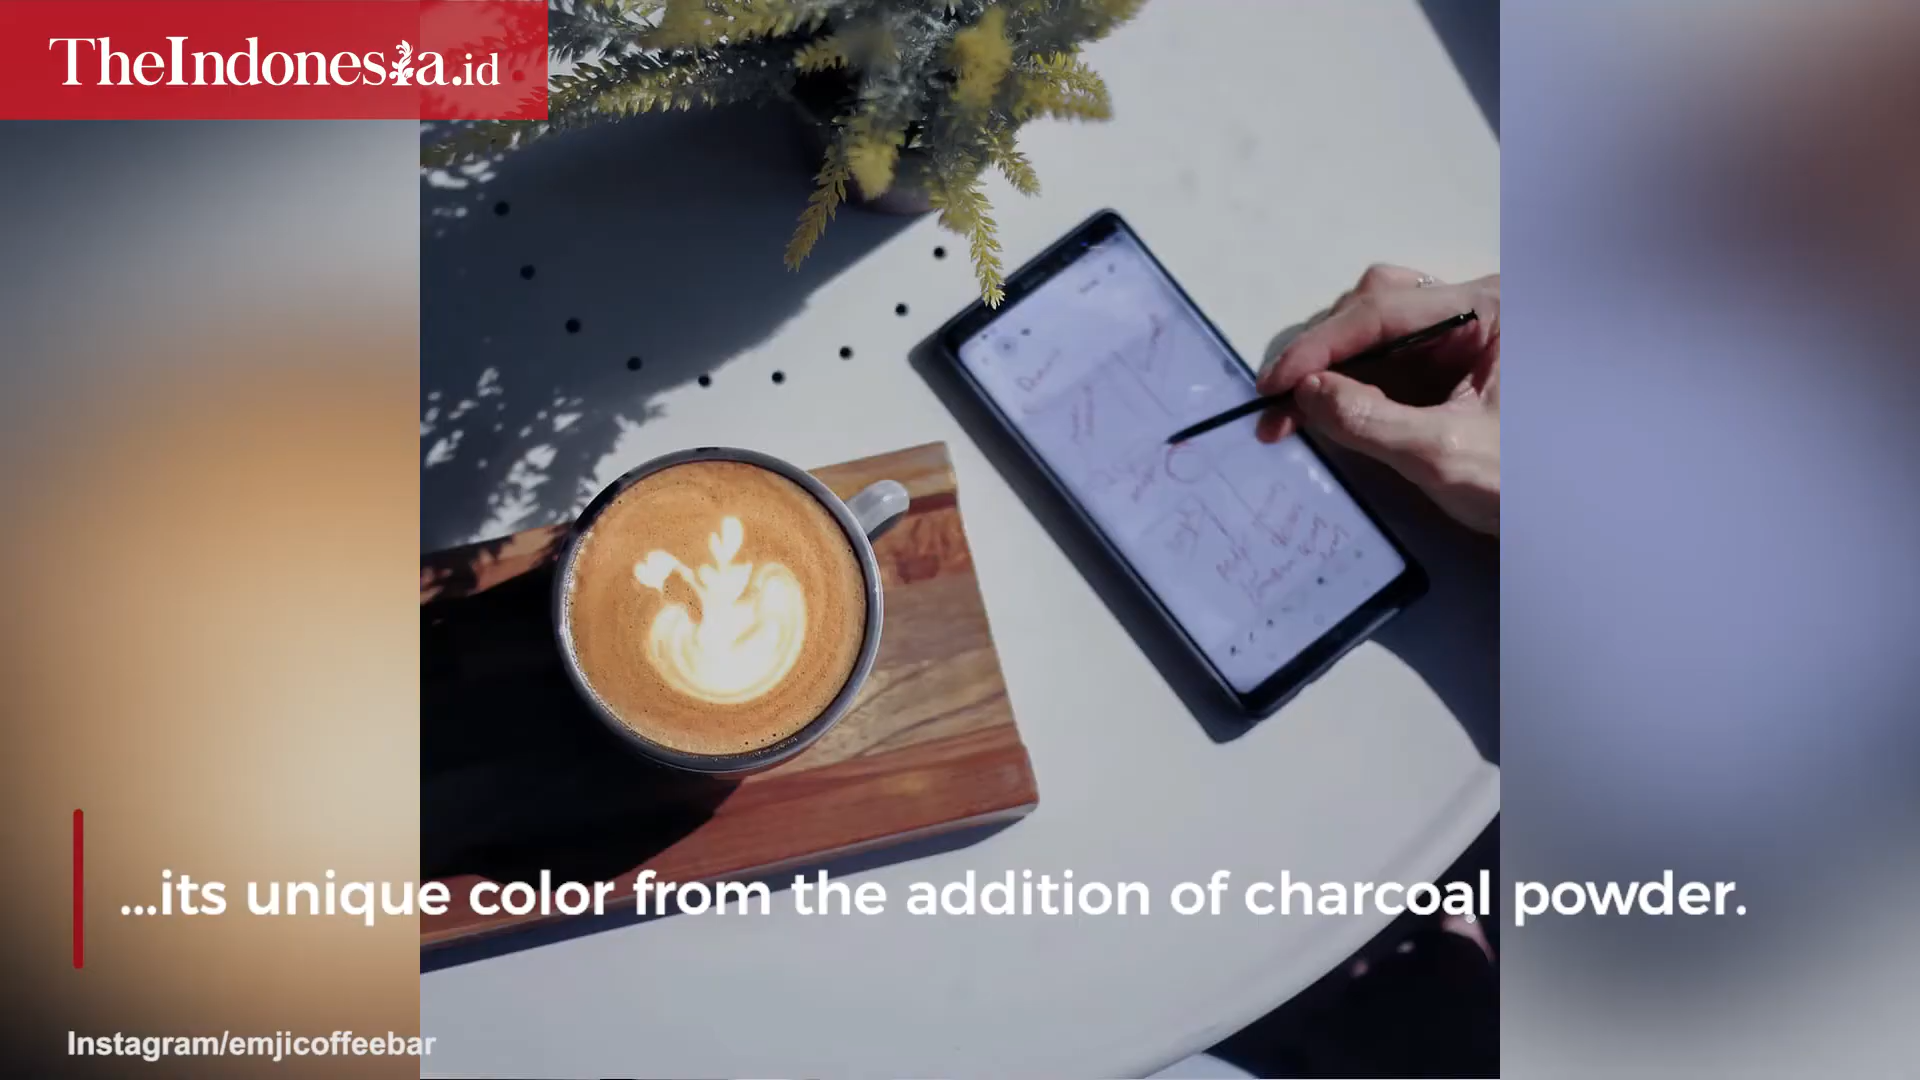 TheIndonesia.id
...its unique color from the addition of charcoal powder.
Instagram/emjicoffeebar